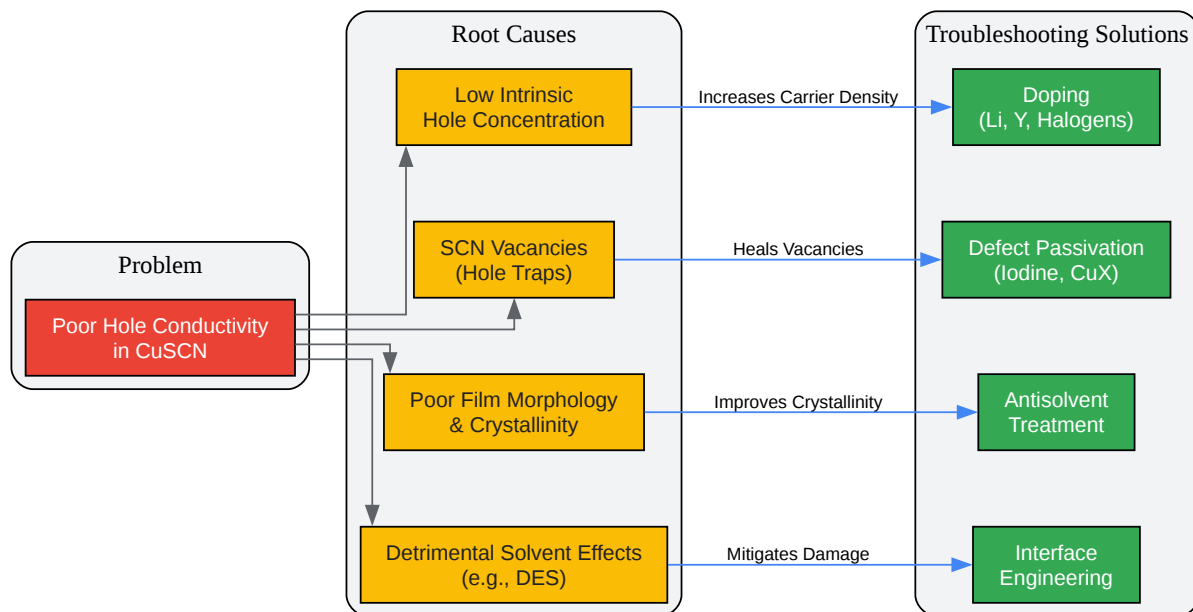 Root Causes
Troubleshooting Solutions
Low Intrinsic
Hole Concentration
Increases Carrier Density
Doping
(Li, Y, Halogens)
Problem
Poor Hole Conductivity
in CuSCN
SCN Vacancies
(Hole Traps)
Heals Vacancies
Defect Passivation
(Iodine, CuX)
Poor Film Morphology
& Crystallinity
Improves Crystallinity
Antisolvent
Treatment
Detrimental Solvent Effects
(e.g., DES)
Mitigates Damage
Interface
Engineering